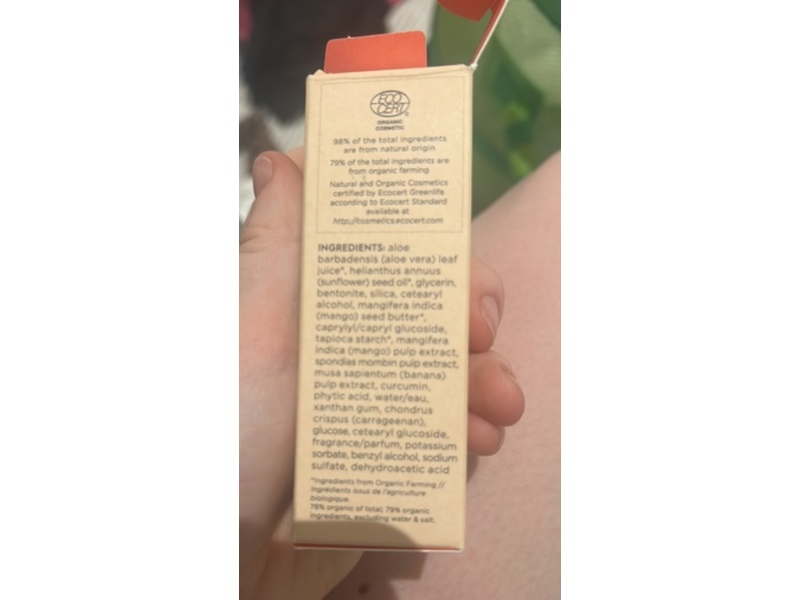 ECO
CERT
ORGANIC
COSMETIC
98% of the total ingredients
are from natural origin
79% of the total ingredients are
from organic farming
Natural and Organic Cosmetics
certified by Ecocert Greenlife
according to Ecocert Standard
available at
http://cosmetics.ecocert.com
INGREDIENTS: aloe
barbadensis (aloe vera) leaf
juice*, helianthus annuus
(sunflower) seed oil*, glycerin,
bentonite, silica, cetearyl
alcohol, mangifera indica
(mango) seed butter*,
caprylyl/capryl glucoside,
tapioca starch*, mangifera
indica (mango) pulp extract,
spondias mombin pulp extract,
musa sapientum (banana)
pulp extract, curcumin,
phytic acid, water/eau,
xanthan gum, chondrus
crispus (carrageenan),
glucose, cetearyl glucoside,
fragrance/parfum, potassium
sorbate, benzyl alcohol, sodium
sulfate, dehydroacetic acid
*Ingredients from Organic Farming //
Ingrédients issus de l'agriculture
biologique.
78% organic of total, 79% organic
ingredients, excluding water & salt.